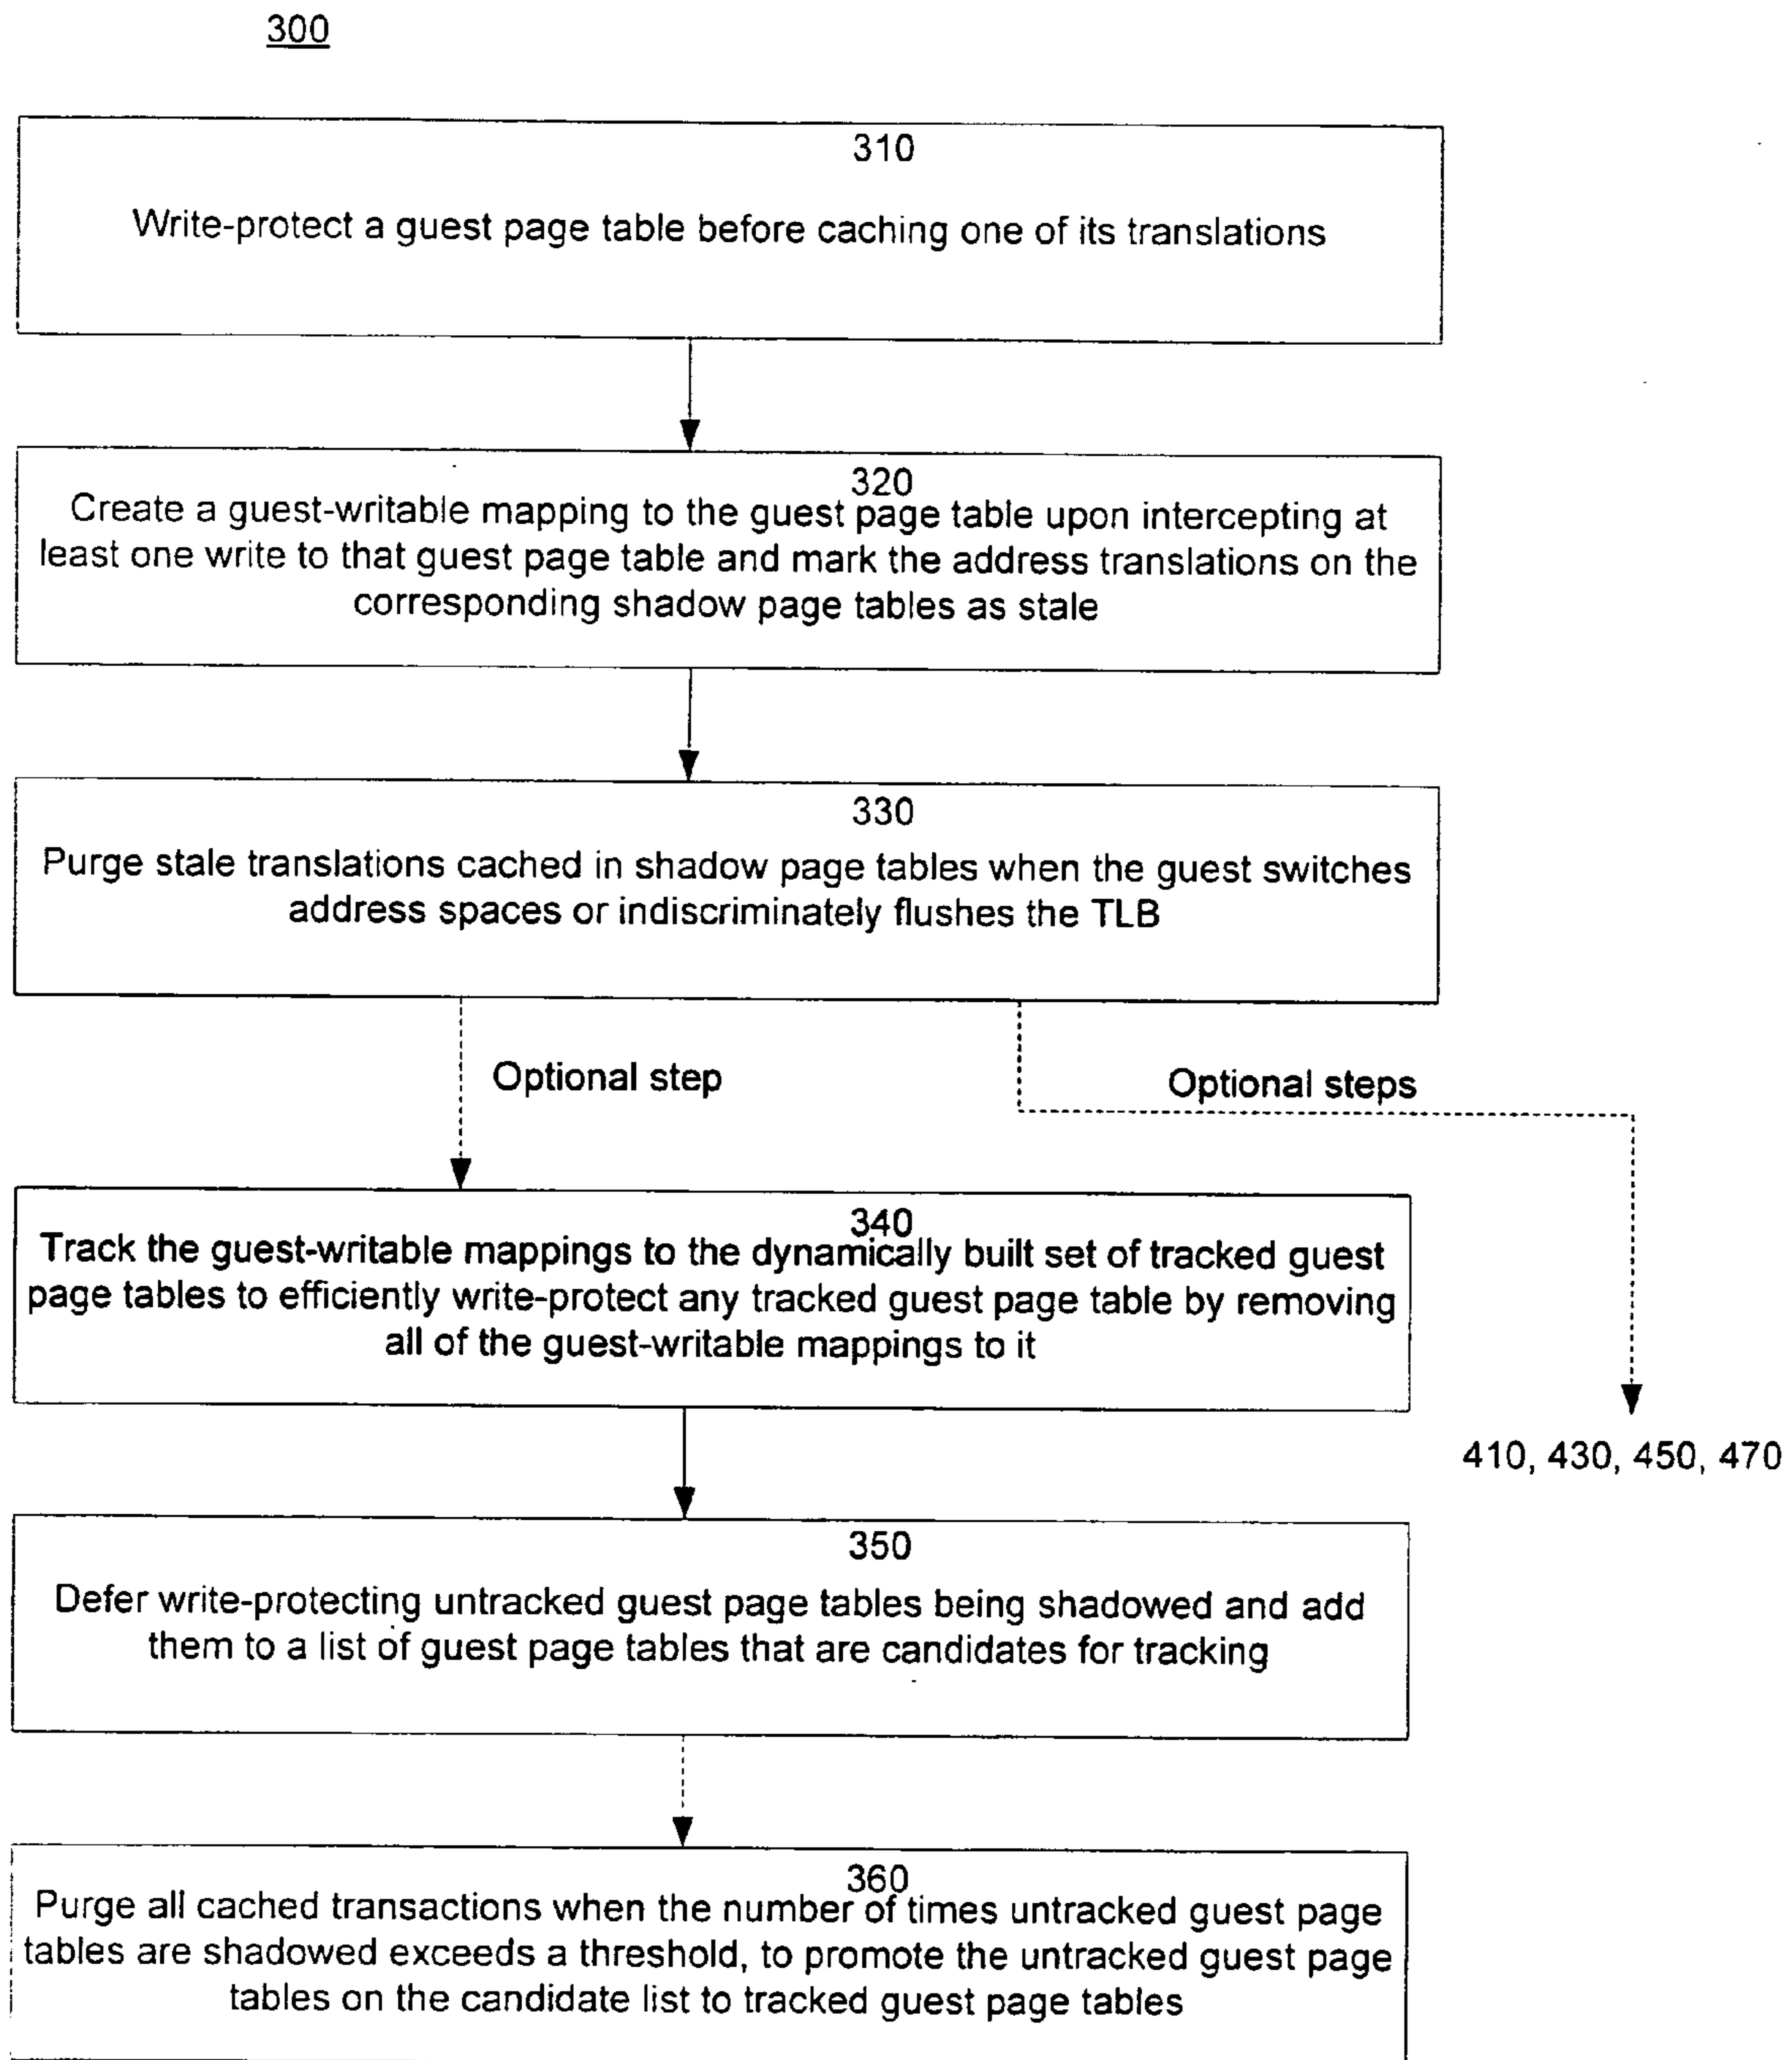 300
310
Write-protect a guest page table before caching one of its translations
320
Create a guest-writable mapping to the guest page table upon intercepting at
least one write to that guest page table and mark the address translations on the
corresponding shadow page tables as stale
330
Purge stale translations cached in shadow page tables when the guest switches
address spaces or indiscriminately flushes the TLB
Optional step
Optional steps
340
Track the guest-writable mappings to the dynamically built set of tracked guest
page tables to efficiently write-protect any tracked guest page table by removing
all of the guest-writable mappings to it
410, 430, 450, 470
350
Defer write-protecting untracked guest page tables being shadowed and add
them to a list of guest page tables that are candidates for tracking
360
Purge all cached transactions when the number of times untracked guest page
tables are shadowed exceeds a threshold, to promote the untracked guest page
tables on the candidate list to tracked guest page tables